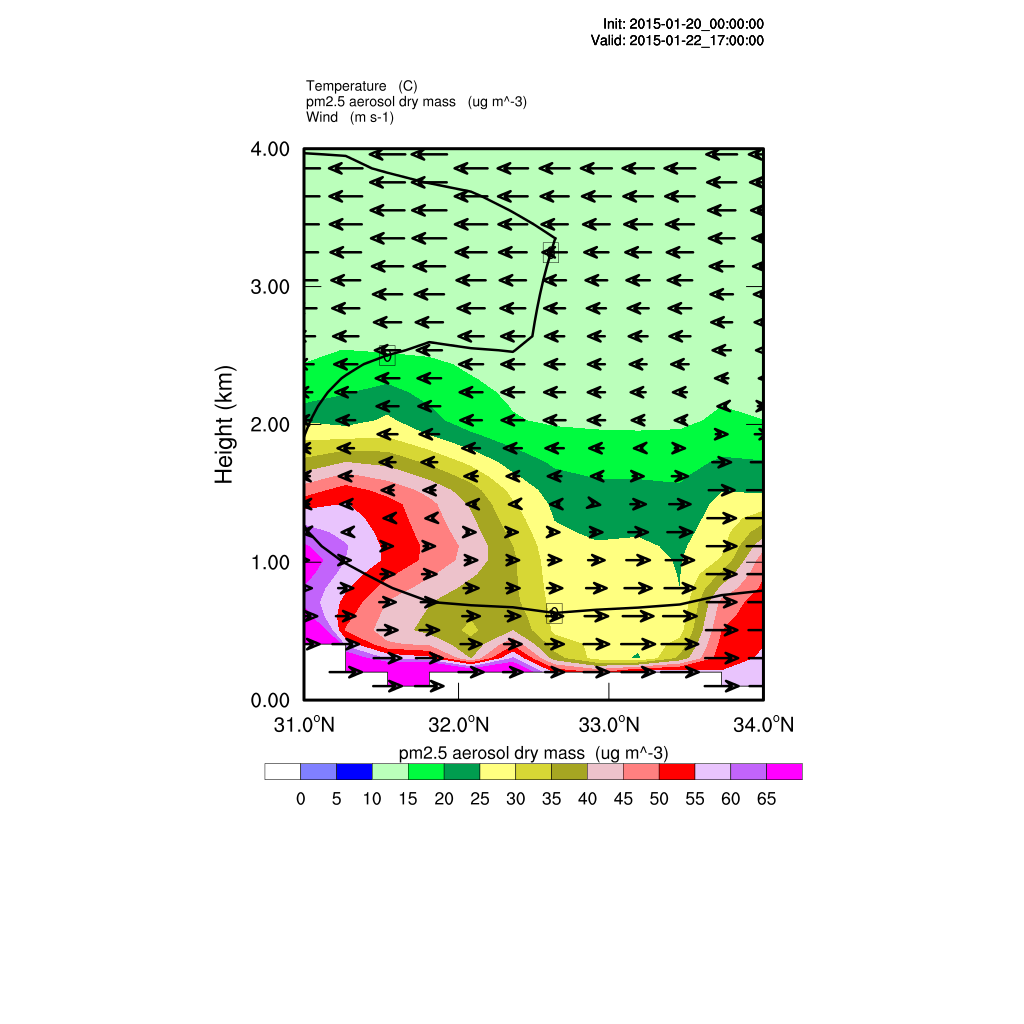 Init: 2015-01-20_00:00:00
Valid: 2015-01-22_17:00:00
Temperature (C)
pm2.5 aerosol dry mass (ug m^-3)
Wind (m s-1)
4.00
3.00
2.00
1.00
0.00
Height (km)
0
0
31.0°N 32.0°N 33.0°N 34.0°N
pm2.5 aerosol dry mass (ug m^-3)
0 5 10 15 20 25 30 35 40 45 50 55 60 65